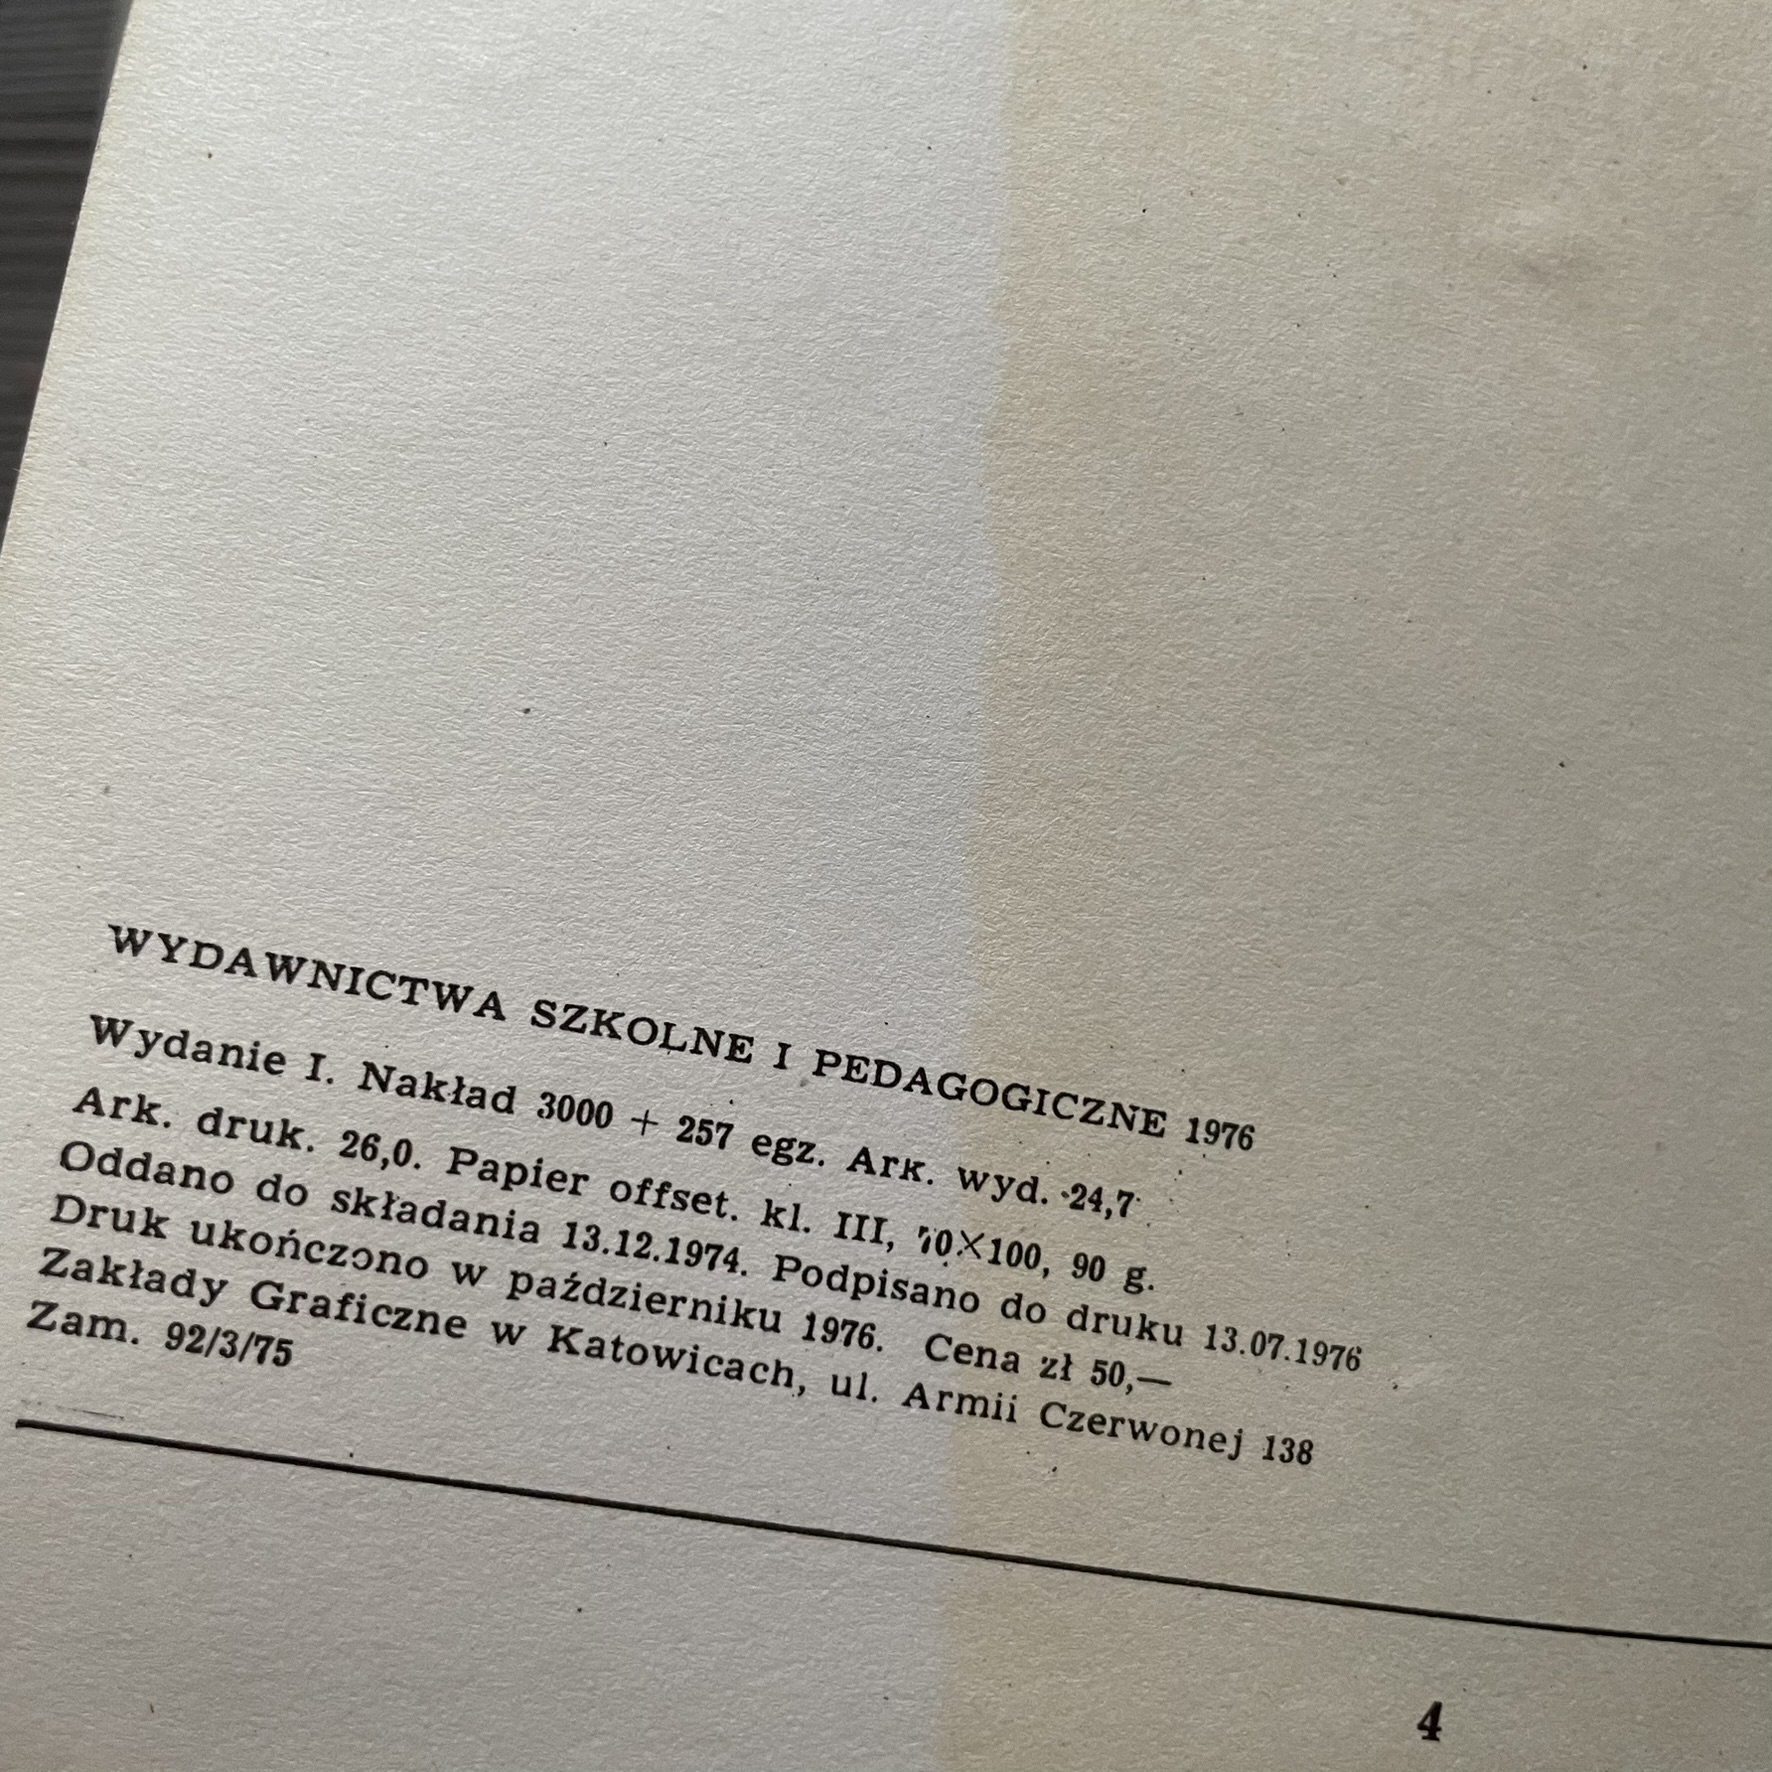 WYDAWNICTWA SZKOLNE I PEDAGOGICZNE 1976
Wydanie I. Nakład 3000 + 257 egz. Ark. wyd. 24,7
Ark. druk. 26,0. Papier offset. kl. III, 70×100, 90 g.
Oddano do składania 13.12.1974. Podpisano do druku 13.07.1976
Druk ukończono w październiku 1976. Cena zł 50,—
Zakłady Graficzne w Katowicach, ul. Armii Czerwonej 138
Zam. 92/3/75
4